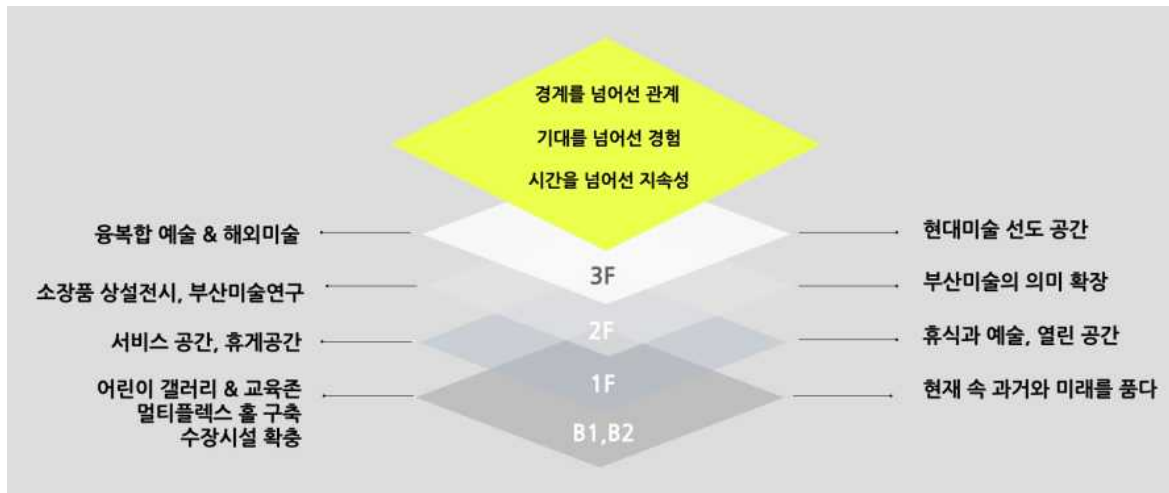 경계를 넘어선 관계
기대를 넘어선 경험
시간을 넘어선 지속성
융복합 예술 & 해외미술
3F
현대미술 선도 공간
소장품 상설전시, 부산미술연구
2F
부산미술의 의미 확장
서비스 공간, 휴게공간
1F
휴식과 예술, 열린 공간
어린이 갤러리 & 교육존
멀티플렉스 홀 구축
수장시설 확충
B1,B2
현재 속 과거와 미래를 품다